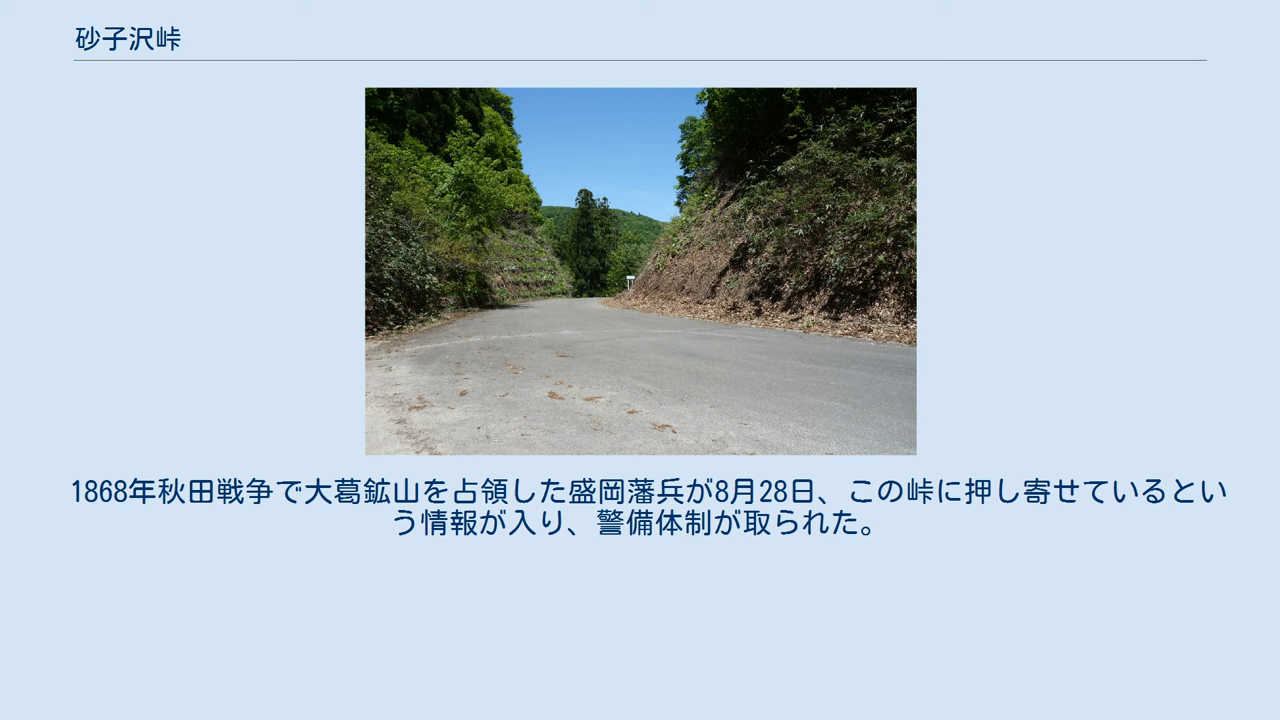 砂子沢峠
1868年秋田戦争で大葛鉱山を占領した盛岡藩兵が8月28日、この峠に押し寄せているとい
う情報が入り、警備体制が取られた。